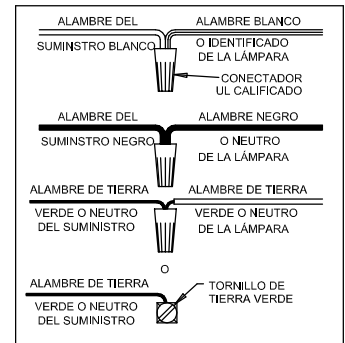 ALAMBRE DEL
SUMINISTRO BLANCO
ALAMBRE BLANCO
O IDENTIFICADO
DE LA LÁMPARA
CONECTADOR
UL CALIFICADO
ALAMBRE DEL
SUMINSTRO NEGRO
ALAMBRE NEGRO
O NEUTRO
DE LA LÁMPARA
ALAMBRE DE TIERRA
VERDE O NEUTRO
DEL SUMINISTRO
ALAMBRE DE TIERRA
VERDE O NEUTRO
DE LA LÁMPARA
O
ALAMBRE DE TIERRA
VERDE O NEUTRO
DEL SUMINISTRO
TORNILLO DE
TIERRA VERDE